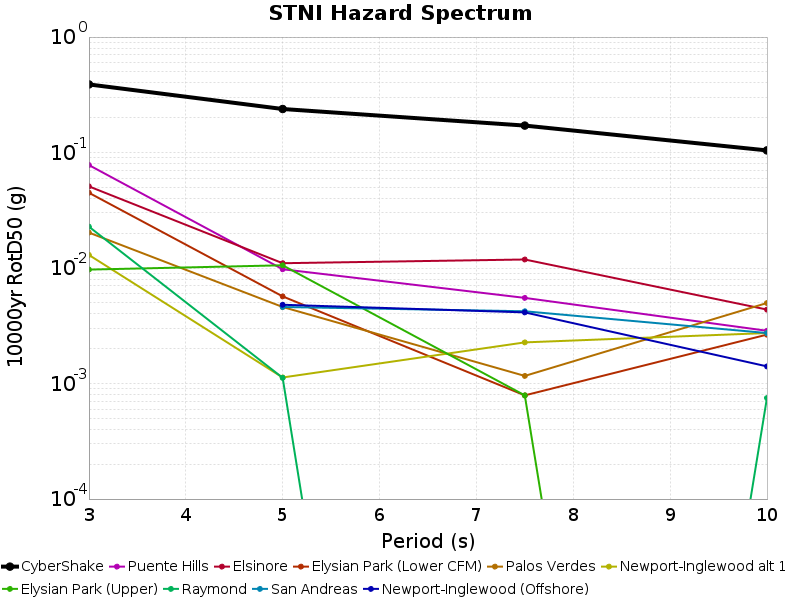 STNI Hazard Spectrum
10000yr RotD50 (g)
10^0
10^-1
10^-2
10^-3
10^-4
3 4 5 6 7 8 9 10
Period (s)
CyberShake Puente Hills Elsinore Elysian Park (Lower CFM) Palos Verdes Newport-Inglewood alt 1
Elysian Park (Upper) Raymond San Andreas Newport-Inglewood (Offshore)